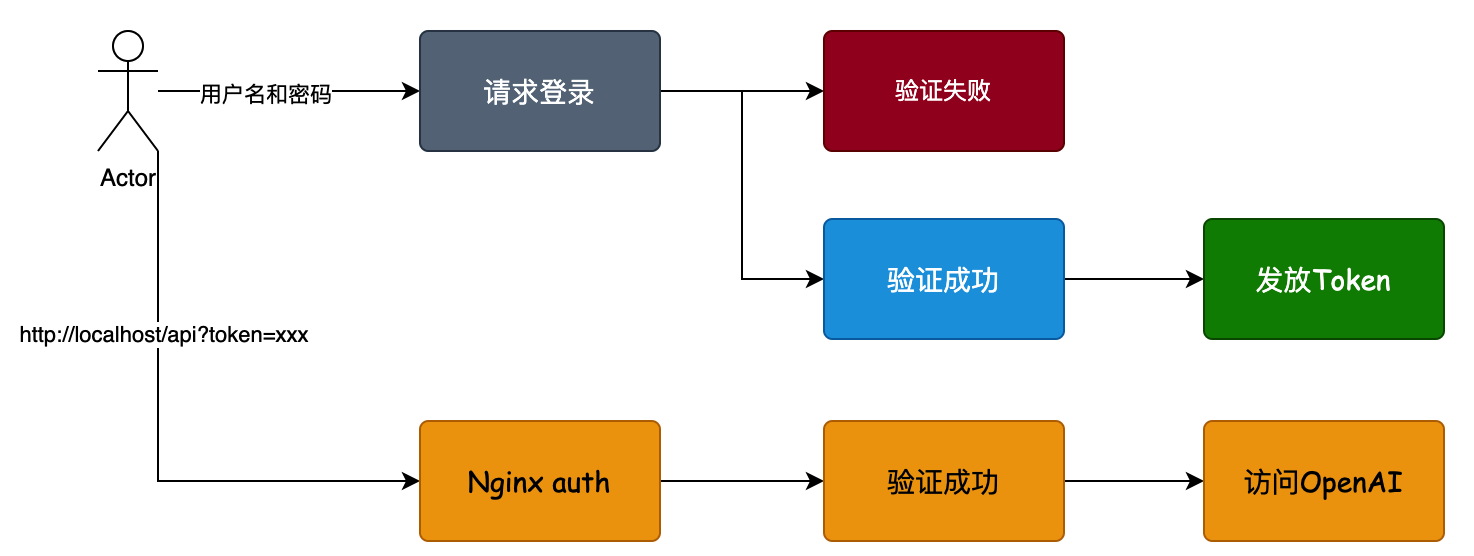 用户名和密码
请求登录
验证失败
Actor
验证成功
发放Token
http://localhost/api?token=xxx
Nginx auth
验证成功
访问OpenAI